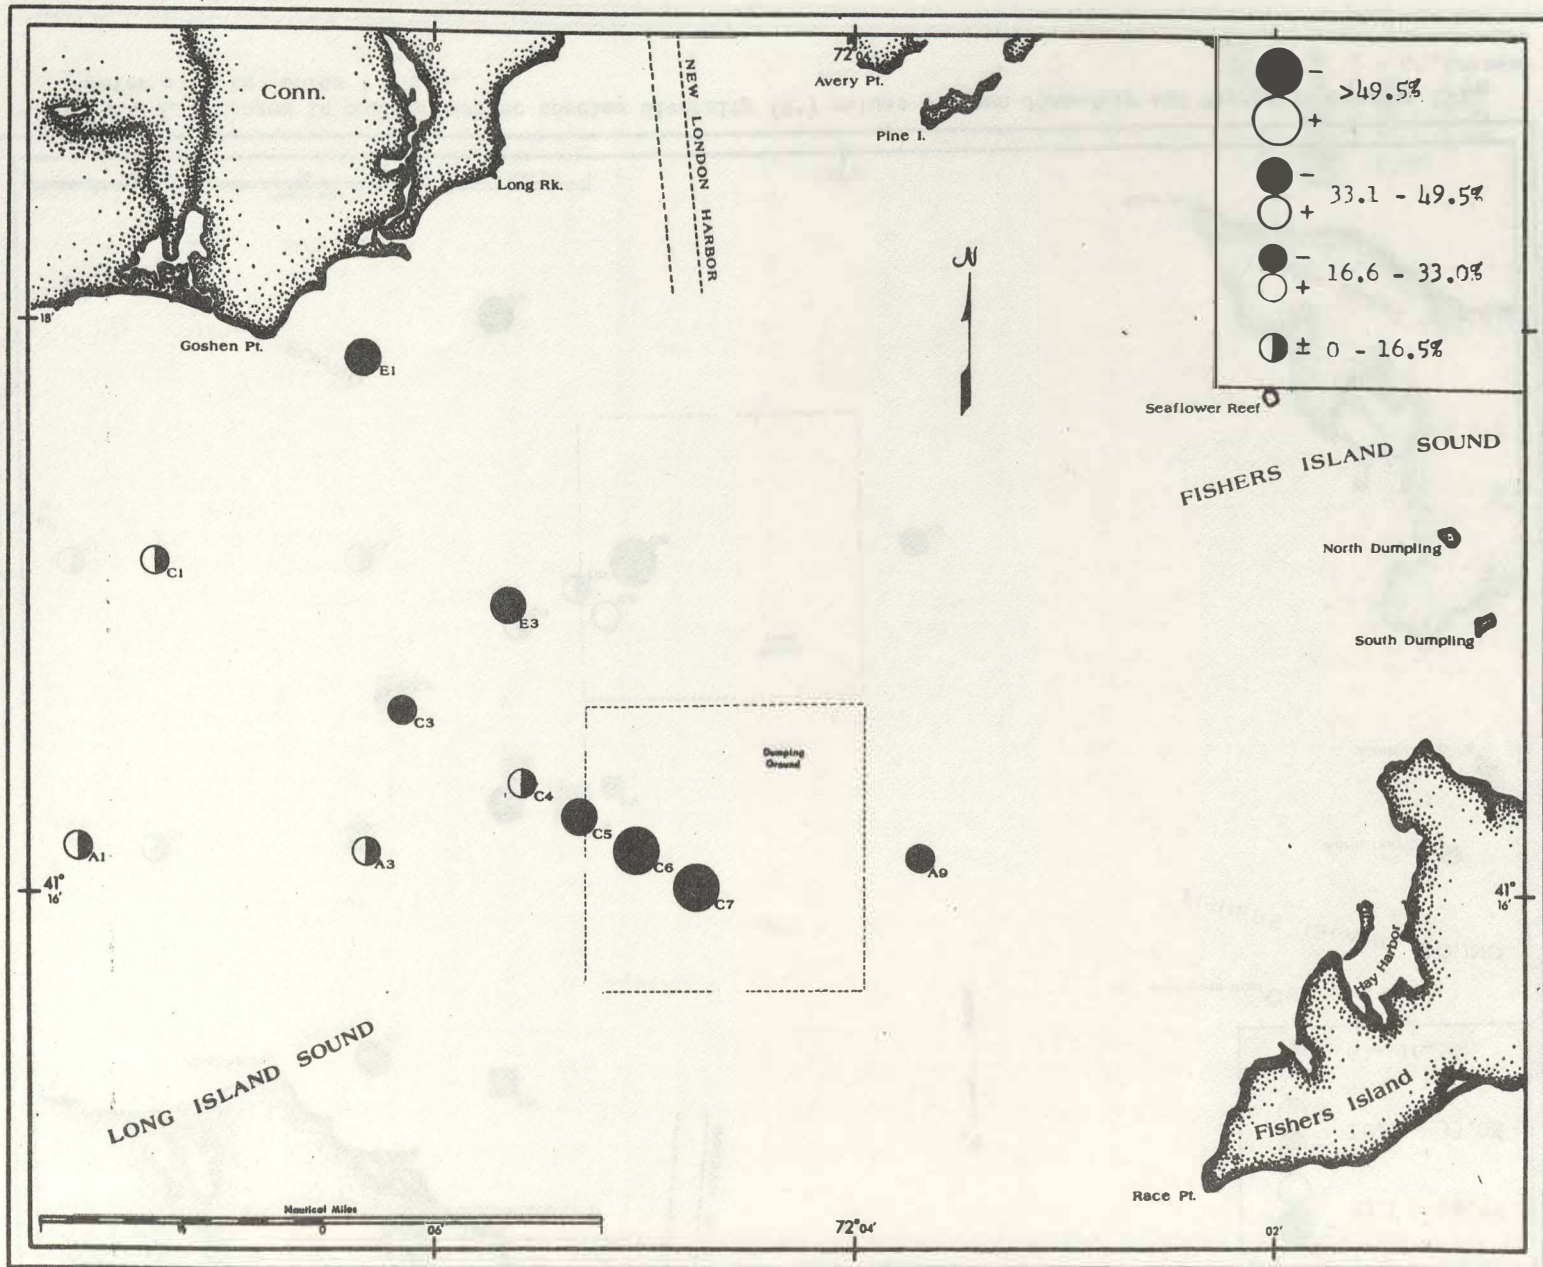 06'
72°
04'
Conn.
Avery Pt.
Pine I.
Long Rk.
NEW LONDON HARBOR
N
-
>49.5%
+
-
33.1 - 49.5%
+
-
16.6 - 33.0%
+
± 0 - 16.5%
18'
Goshen Pt.
E1
Seaflower Reef
FISHERS ISLAND SOUND
North Dumpling
C1
E3
South Dumpling
C3
Dumping
Ground
C4
C5
A1
A3
C6
A9
C7
41°
16'
41°
16'
Hay Harbor
LONG ISLAND SOUND
Fishers Island
Race Pt.
Nautical Miles
1
0
06'
72°04'
02'